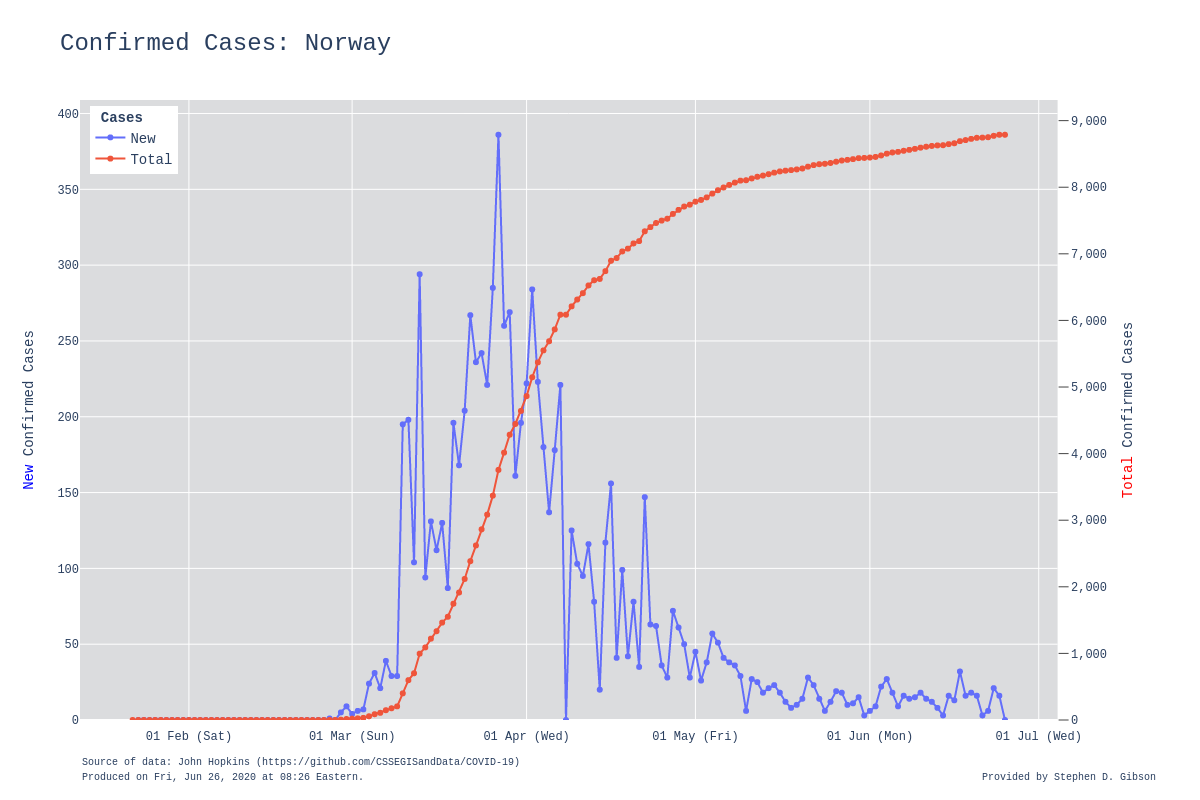 Confirmed Cases: Norway
Cases
New
Total
400
350
300
250
200
150
100
50
0
9,000
8,000
7,000
6,000
5,000
4,000
3,000
2,000
1,000
0
New Confirmed Cases
Total Confirmed Cases
01 Feb (Sat)
01 Mar (Sun)
01 Apr (Wed)
01 May (Fri)
01 Jun (Mon)
01 Jul (Wed)
Source of data: John Hopkins (https://github.com/CSSEGISandData/COVID-19)
Produced on Fri, Jun 26, 2020 at 08:26 Eastern.
Provided by Stephen D. Gibson